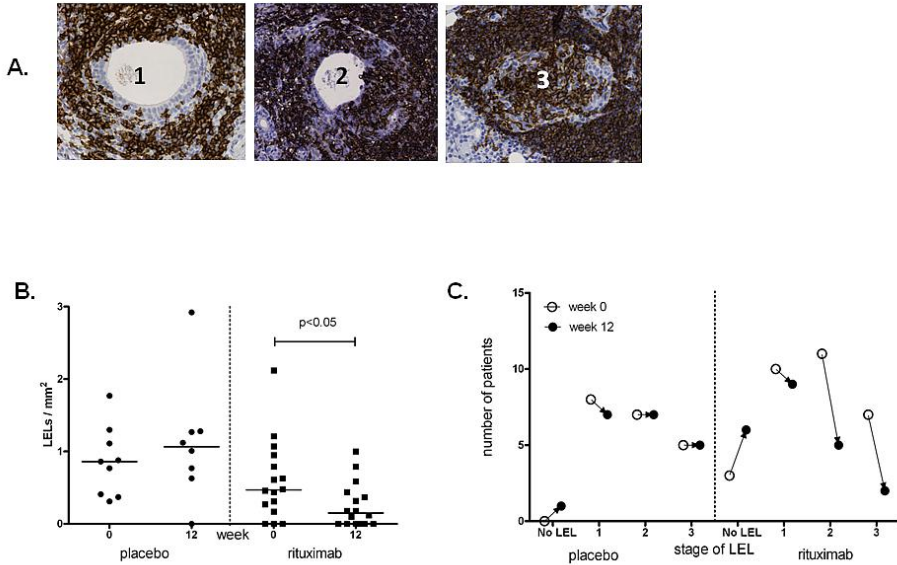 A.
1
2
3
B.
3
2
1
0
LELs / mm²
p<0.05
0
12
week
0
12
placebo
rituximab
C.
15
10
5
0
number of patients
week 0
week 12
No LEL
1
2
3
No LEL
1
2
3
placebo
stage of LEL
rituximab